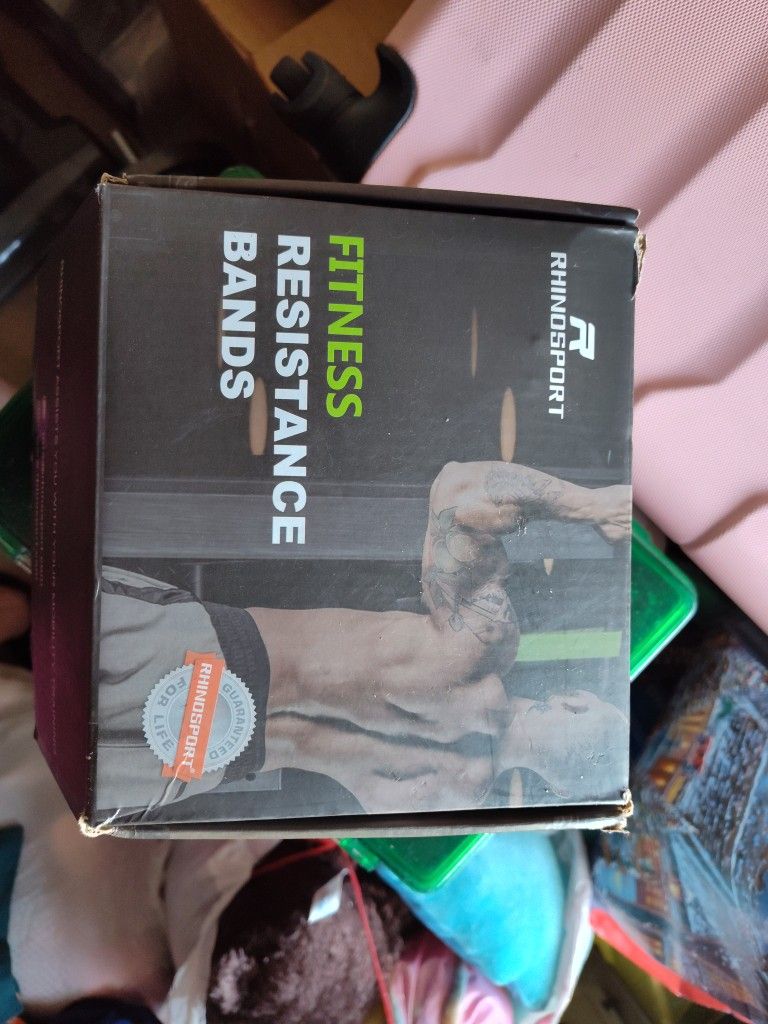 RHINOSPORT
FITNESS
RESISTANCE
BANDS
GUARANTEED
RHINOSPORT
FOR LIFE